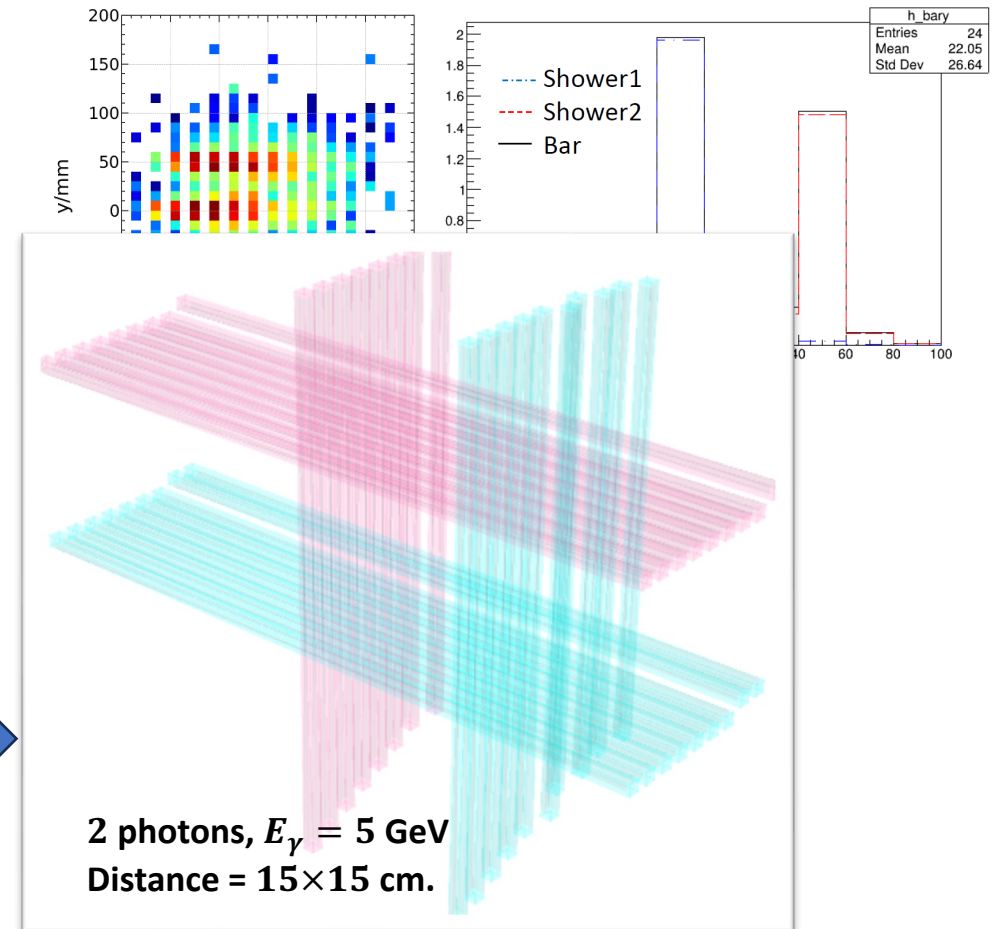 200
150
100
50
0
y/mm
2
1.8
1.6
1.4
1.2
1
0.8
Shower1
Shower2
Bar
h_bary
Entries 24
Mean 22.05
Std Dev 26.64
60 80 100
2 photons, E_γ = 5 GeV
Distance = 15×15 cm.